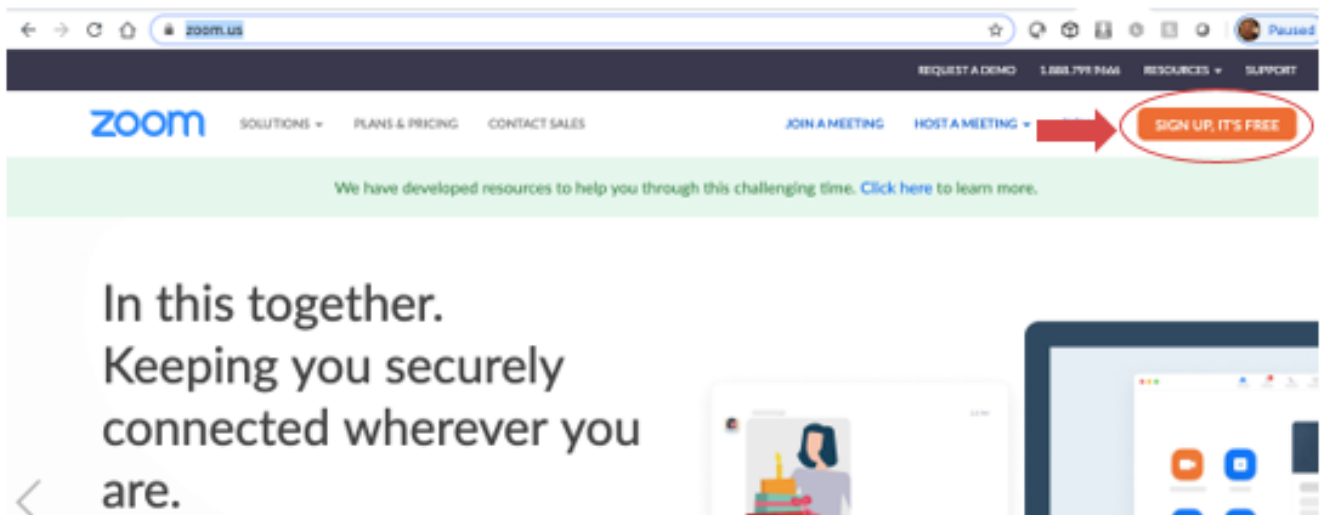 zoom.us
Paused
REQUEST A DEMO 1.888.799.9666 RESOURCES SUPPORT
zoom SOLUTIONS PLANS & PRICING CONTACT SALES JOIN A MEETING HOST A MEETING SIGN UP, IT'S FREE
We have developed resources to help you through this challenging time. Click here to learn more.
In this together.
Keeping you securely
connected wherever you
are.